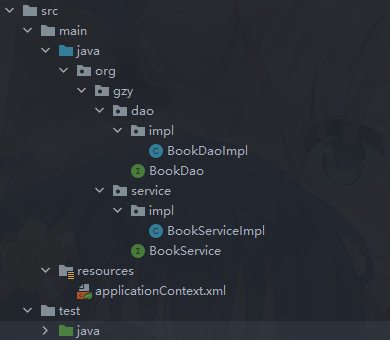 src
main
java
org
gzy
dao
impl
BookDaoImpl
BookDao
service
impl
BookServiceImpl
BookService
resources
applicationContext.xml
test
java